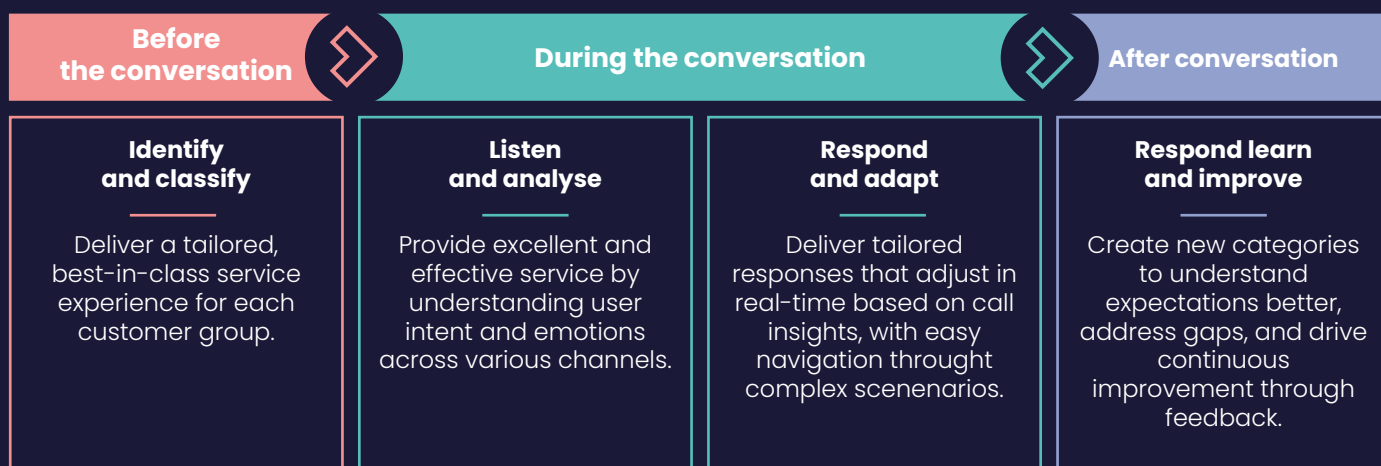 Before
the conversation
During the conversation
After conversation
Identify
and classify
Deliver a tailored,
best-in-class service
experience for each
customer group.
Listen
and analyse
Provide excellent and
effective service by
understanding user
intent and emotions
across various channels.
Respond
and adapt
Deliver tailored
responses that adjust in
real-time based on call
insights, with easy
navigation throught
complex scenenarios.
Respond learn
and improve
Create new categories
to understand
expectations better,
address gaps, and drive
continuous
improvement through
feedback.